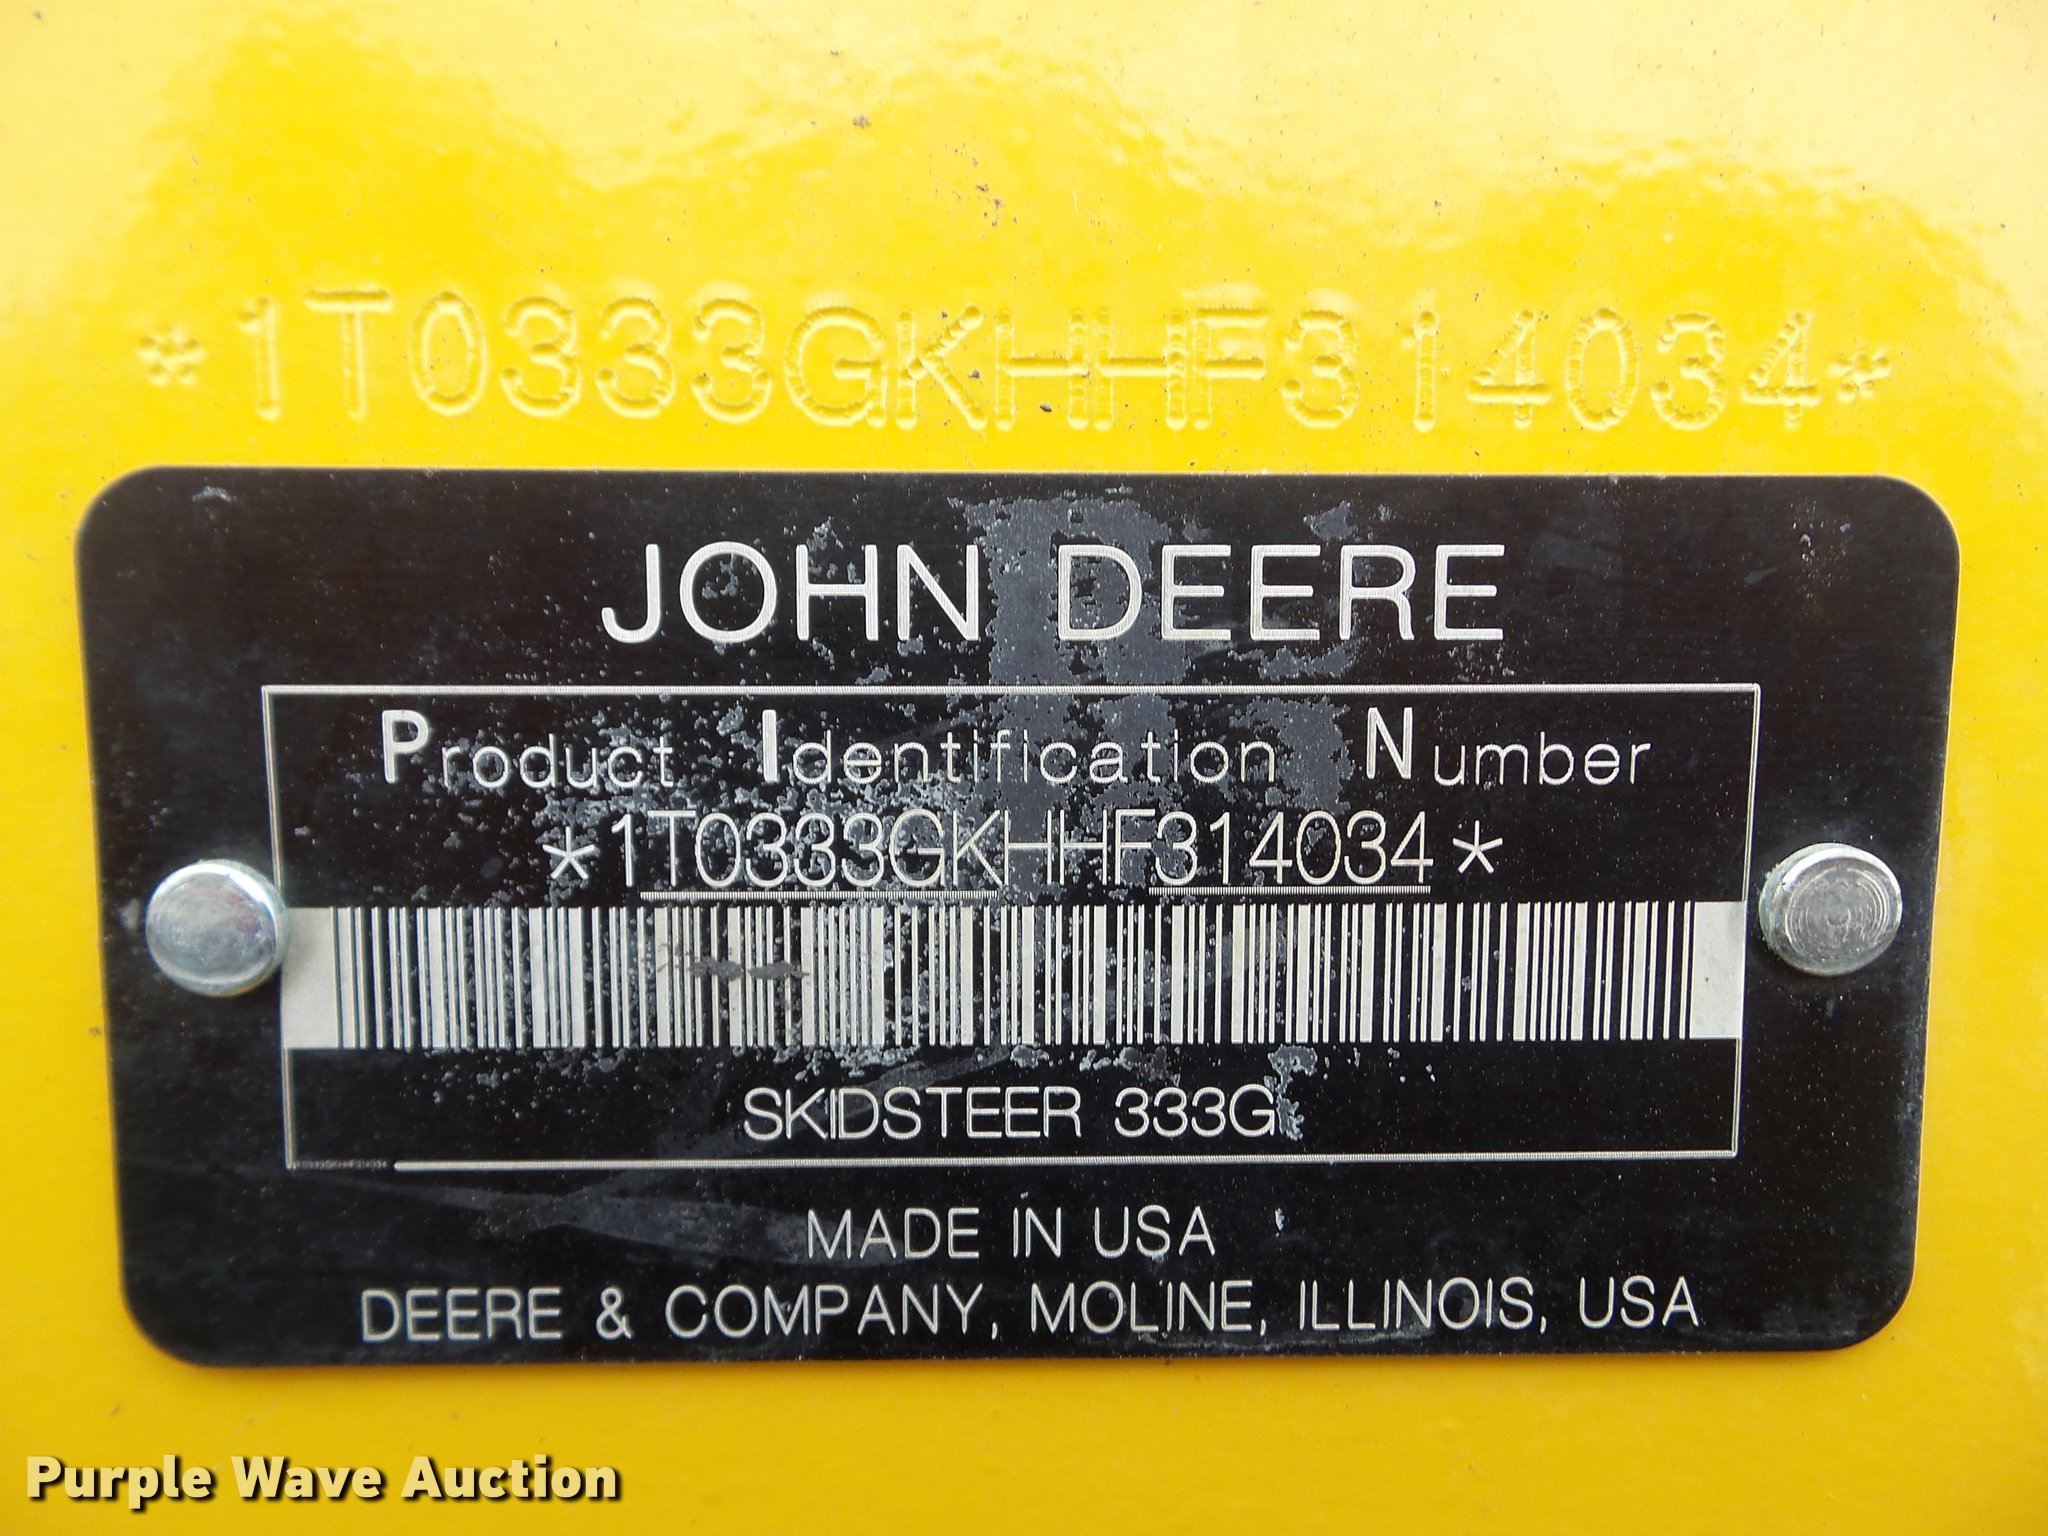 *1T0333GKHHF314034*
JOHN DEERE
Product Identification Number
*1T0333GKHHF314034*
SKIDSTEER 333G
MADE IN USA
DEERE & COMPANY, MOLINE, ILLINOIS, USA
Purple Wave Auction